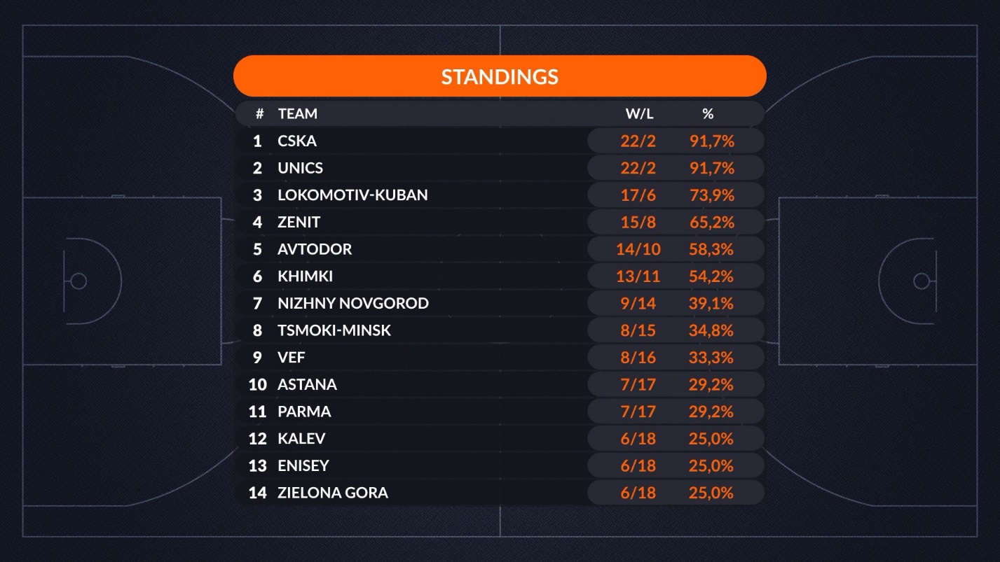 STANDINGS
# TEAM W/L %
1 CSKA 22/2 91,7%
2 UNICS 22/2 91,7%
3 LOKOMOTIV-KUBAN 17/6 73,9%
4 ZENIT 15/8 65,2%
5 AVTODOR 14/10 58,3%
6 KHIMKI 13/11 54,2%
7 NIZHNY NOVGOROD 9/14 39,1%
8 TSMOKI-MINSK 8/15 34,8%
9 VEF 8/16 33,3%
10 ASTANA 7/17 29,2%
11 PARMA 7/17 29,2%
12 KALEV 6/18 25,0%
13 ENISEY 6/18 25,0%
14 ZIELONA GORA 6/18 25,0%